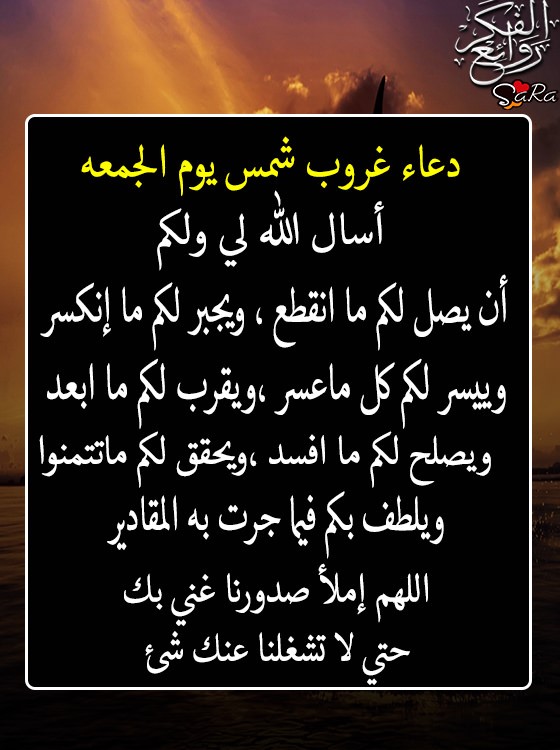 روائع الفكر
SaRa
دعاء غروب شمس يوم الجمعه
أسال الله لي ولكم
أن يصل لكم ما انقطع ، ويجبر لكم ما إنكسر
وييسر لكم كل ماعسر ،ويقرب لكم ما ابعد
ويصلح لكم ما افسد ،ويحقق لكم ماتتمنوا
ويلطف بكم فيما جرت به المقادير
اللهم إملأ صدورنا غني بك
حتي لا تشغلنا عنك شئ